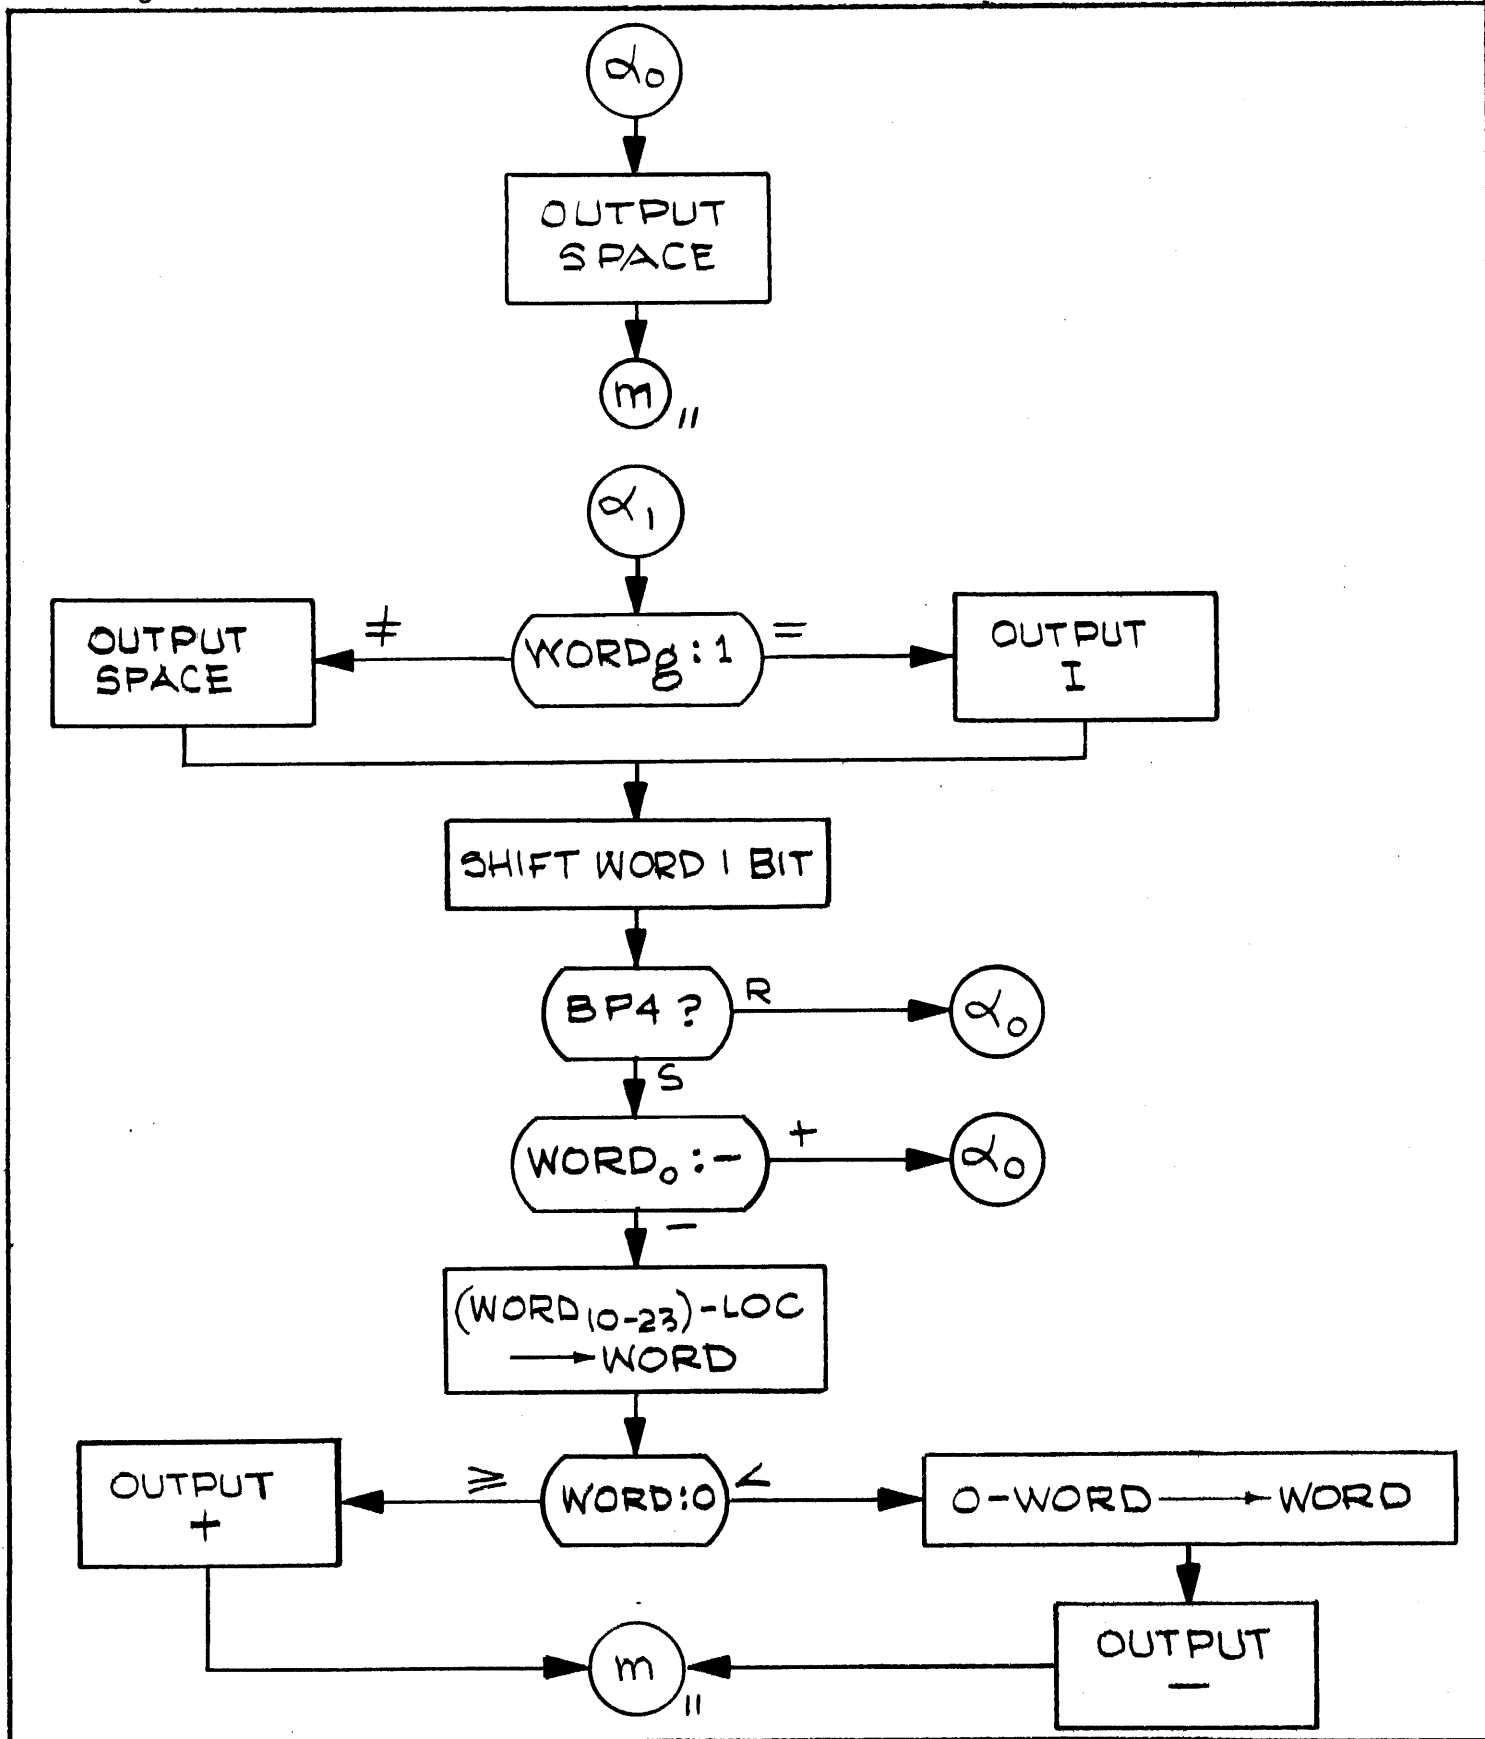 α₀
OUTPUT
SPACE
m 11
α₁
≠
WORD₉:1
=
OUTPUT
SPACE
OUTPUT
I
SHIFT WORD 1 BIT
BP4 ?
R
α₀
S
WORD₀:-
+
α₀
-
(WORD₁₀₋₂₃)-LOC
→WORD
OUTPUT
+
≥
WORD:0
<
0-WORD → WORD
m 11
OUTPUT
-